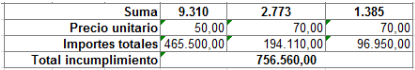 Suma 9.310 2.773 1.385
Precio unitario 50,00 70,00 70,00
Importes totales 465.500,00 194.110,00 96.950,00
Total incumplimiento 756.560,00